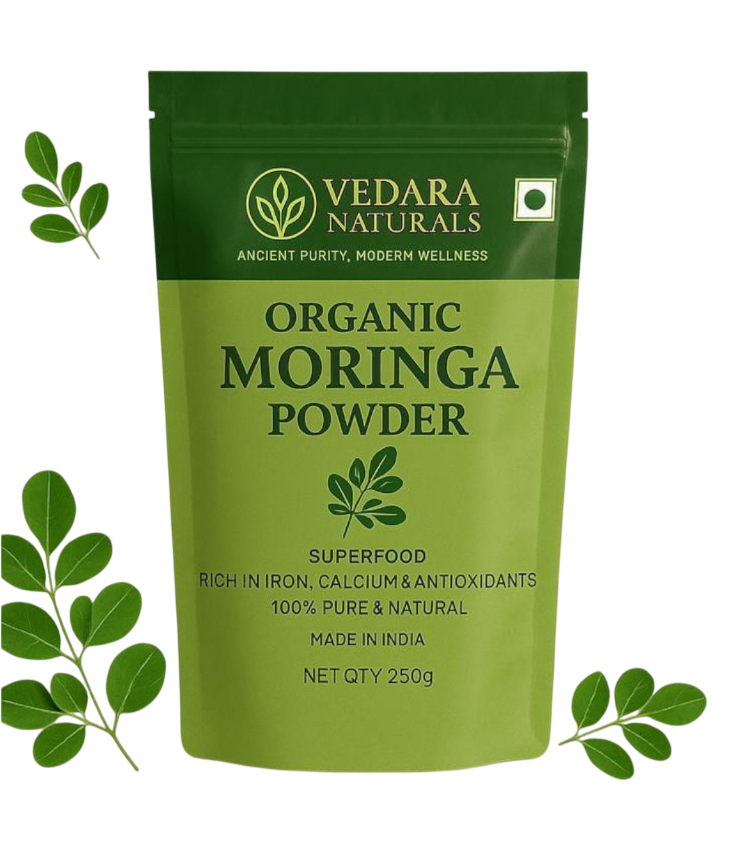 VEDARA
NATURALS
ANCIENT PURITY, MODERM WELLNESS
ORGANIC
MORINGA
POWDER
SUPERFOOD
RICH IN IRON, CALCIUM & ANTIOXIDANTS
100% PURE & NATURAL
MADE IN INDIA
NET QTY 250g